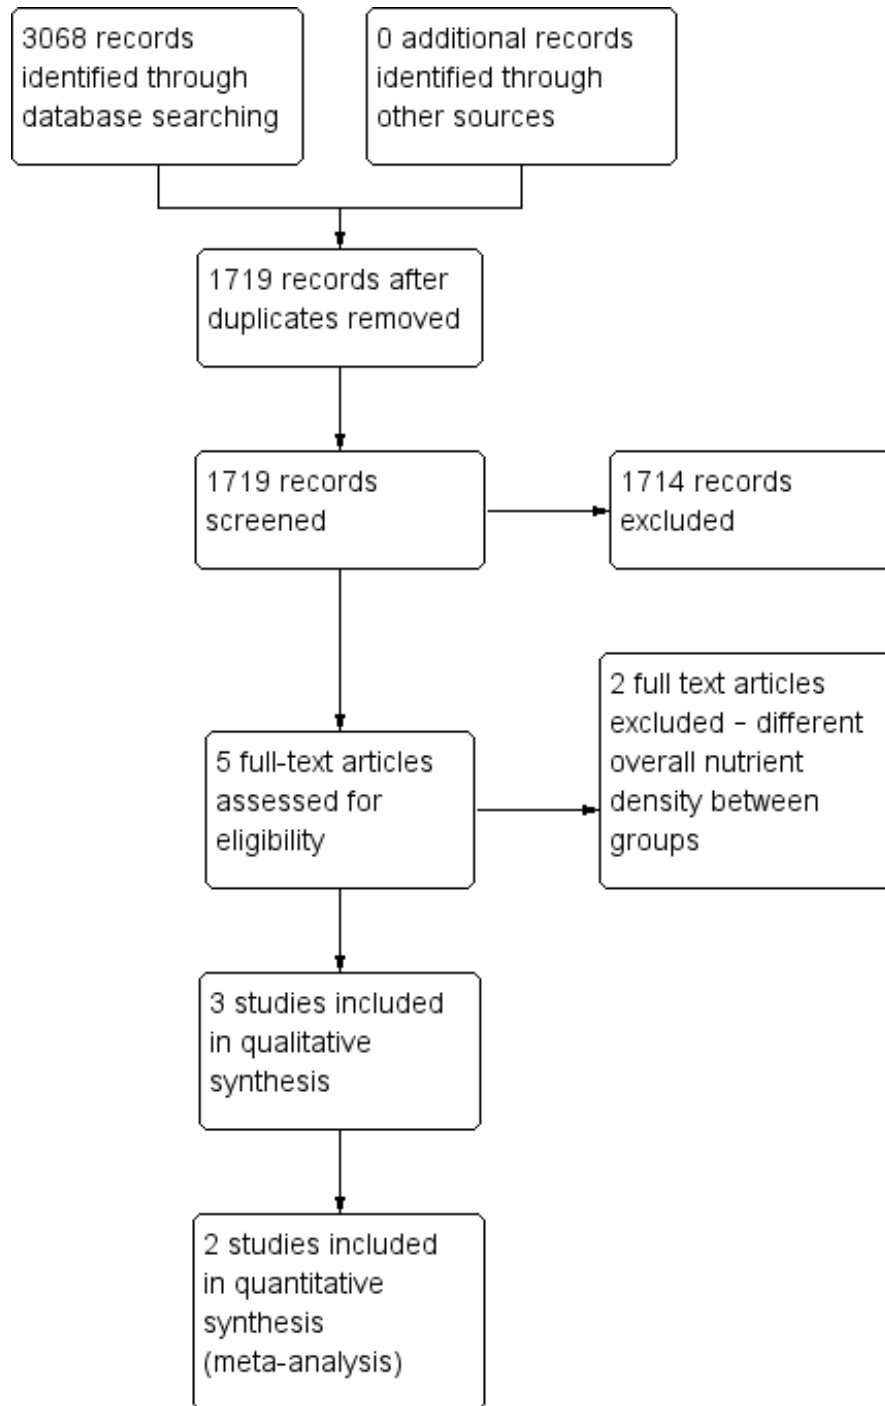 3068 records
identified through
database searching
0 additional records
identified through
other sources
1719 records after
duplicates removed
1719 records
screened
1714 records
excluded
5 full-text articles
assessed for
eligibility
2 full text articles
excluded – different
overall nutrient
density between
groups
3 studies included
in qualitative
synthesis
2 studies included
in quantitative
synthesis
(meta-analysis)